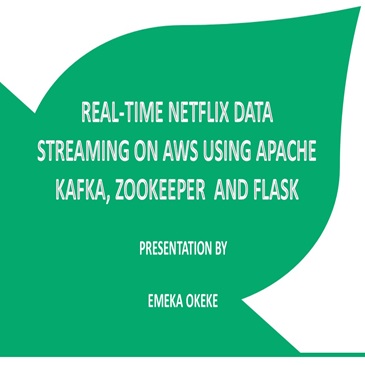 REAL-TIME NETFLIX DATA
STREAMING ON AWS USING APACHE
KAFKA, ZOOKEEPER AND FLASK
PRESENTATION BY
EMEKA OKEKE